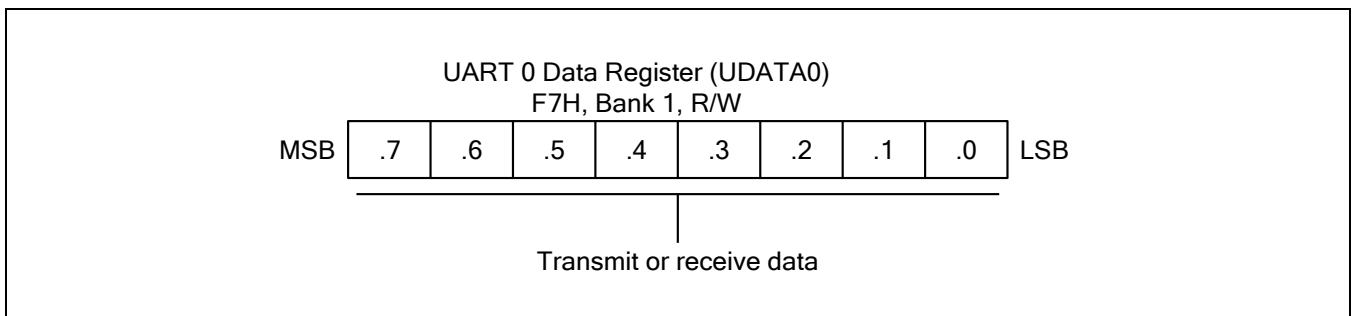 UART 0 Data Register (UDATA0)
F7H, Bank 1, R/W
MSB .7 .6 .5 .4 .3 .2 .1 .0 LSB
Transmit or receive data